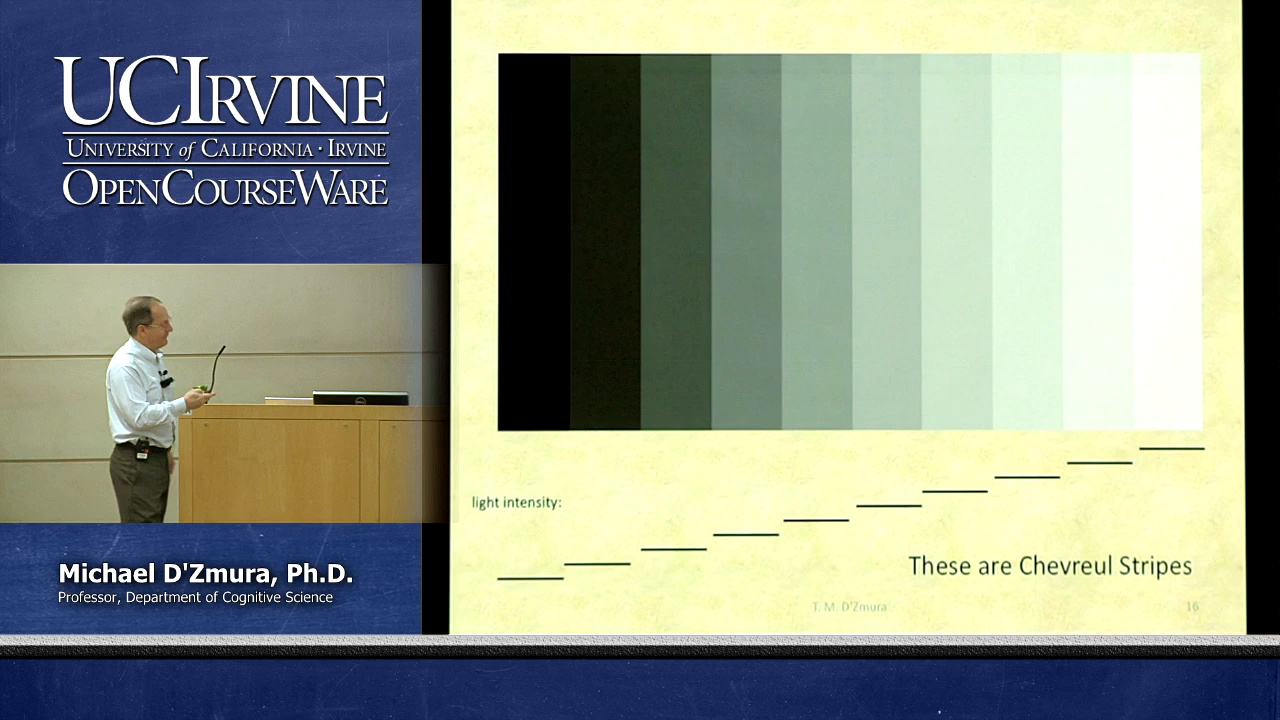 UCIRVINE
UNIVERSITY of CALIFORNIA · IRVINE
OPENCOURSEWARE
Michael D'Zmura, Ph.D.
Professor, Department of Cognitive Science
light intensity:
These are Chevreul Stripes
T. M. D'Zmura
16